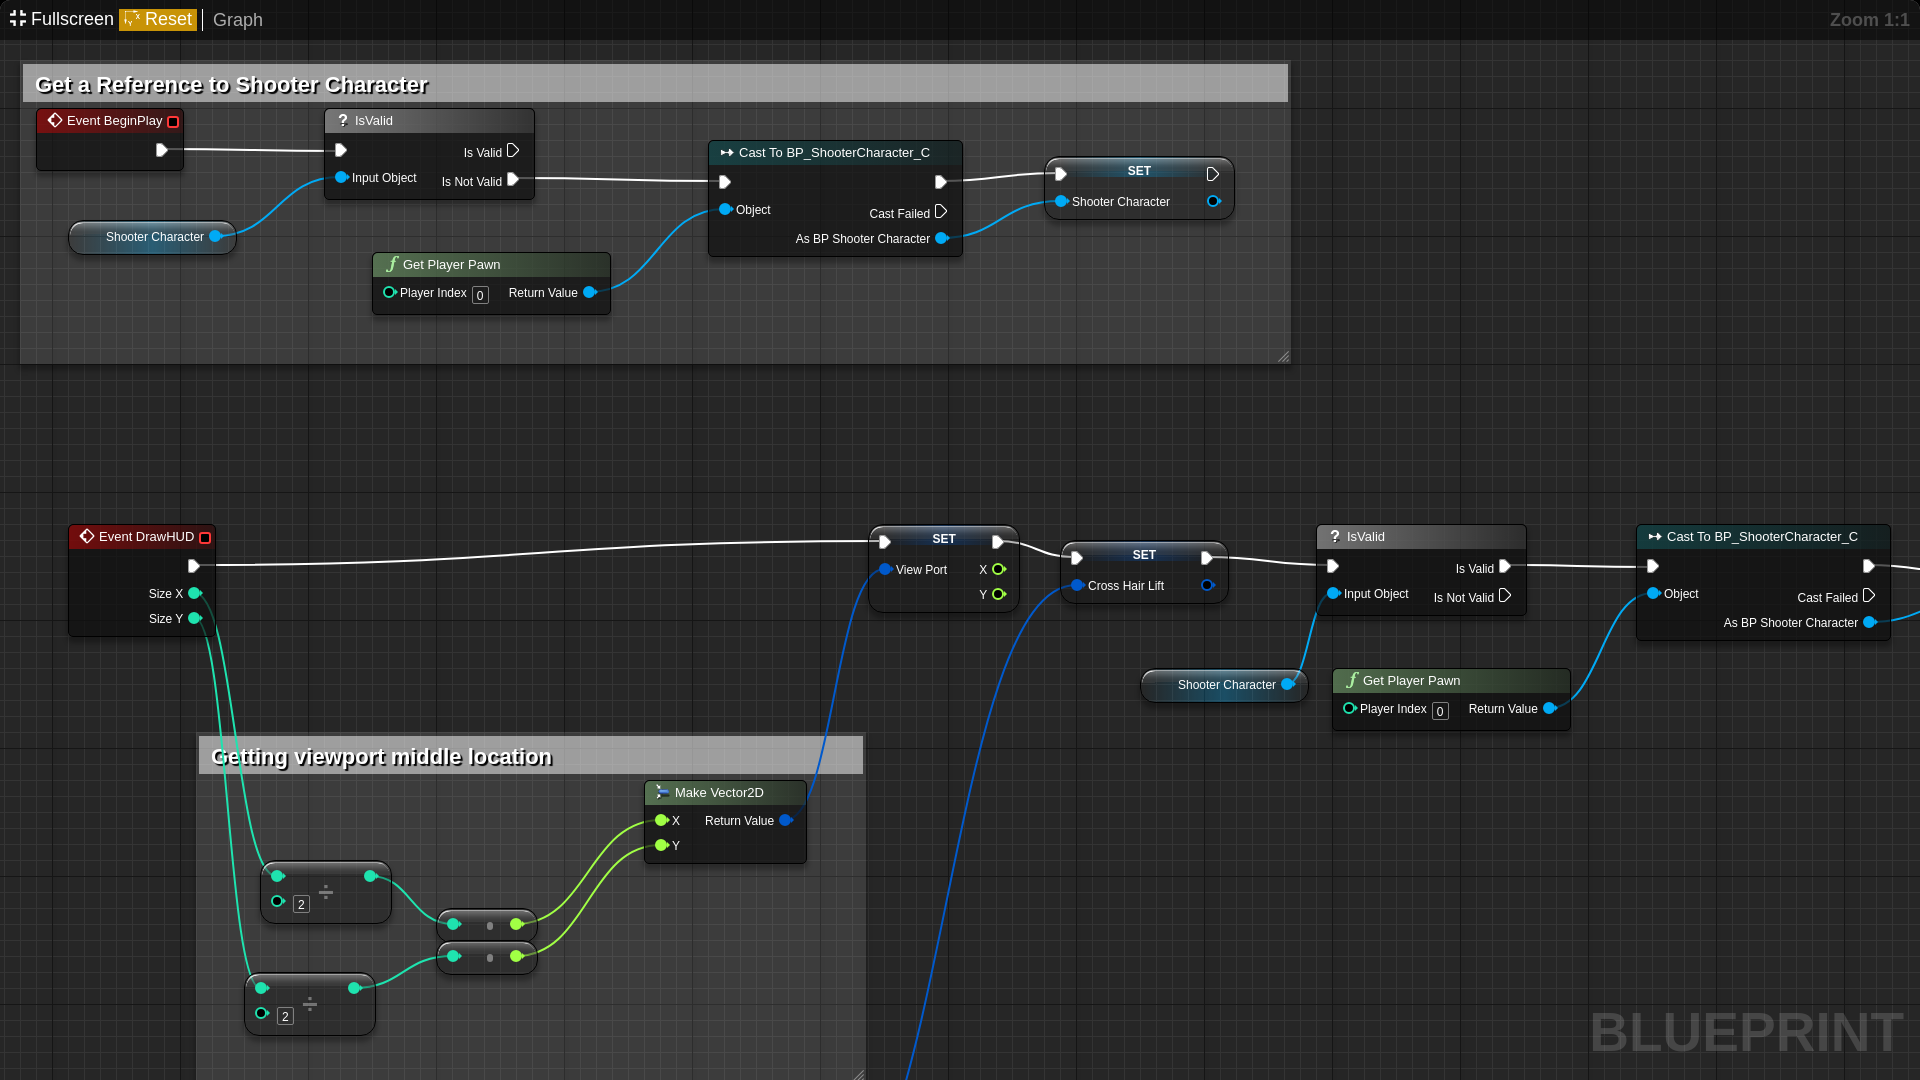 Fullscreen Reset Graph Zoom 1:1
Get a Reference to Shooter Character
Event BeginPlay
? IsValid
Is Valid
Input Object Is Not Valid
Shooter Character
Get Player Pawn
Player Index 0 Return Value
Cast To BP_ShooterCharacter_C
Object
Cast Failed
As BP Shooter Character
SET
Shooter Character
Event DrawHUD
Size X
Size Y
SET
View Port X
Y
SET
Cross Hair Lift
? IsValid
Is Valid
Input Object Is Not Valid
Shooter Character
Get Player Pawn
Player Index 0 Return Value
Cast To BP_ShooterCharacter_C
Object
Cast Failed
As BP Shooter Character
Getting viewport middle location
Make Vector2D
X Return Value
Y
÷
2
÷
2
BLUEPRINT